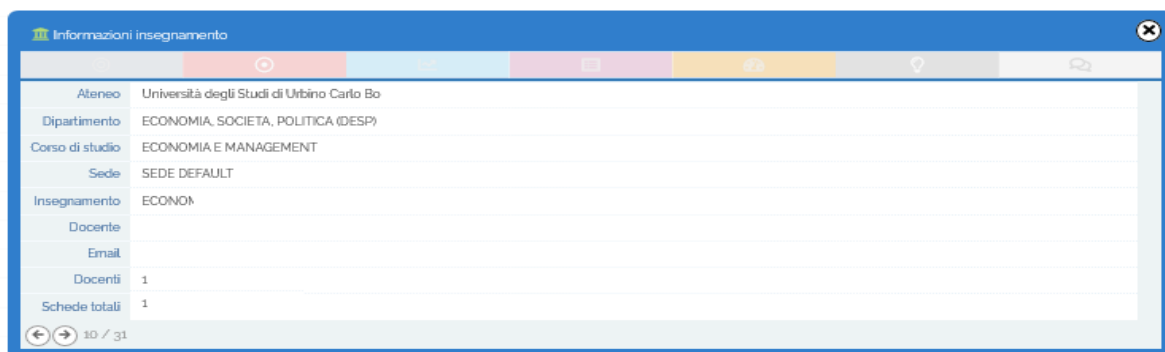 Informazioni insegnamento
Ateneo Università degli Studi di Urbino Carlo Bo
Dipartimento ECONOMIA, SOCIETA, POLITICA (DESP)
Corso di studio ECONOMIA E MANAGEMENT
Sede SEDE DEFAULT
Insegnamento ECONOM
Docente
Email
Docenti 1
Schede totali 1
10 / 31